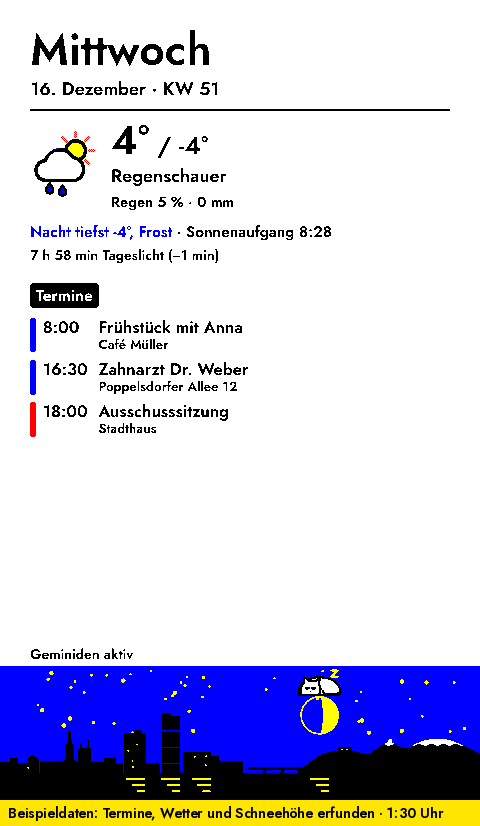 Mittwoch
16. Dezember · KW 51
4° / -4°
Regenschauer
Regen 5 % · 0 mm
Nacht tiefst -4°, Frost · Sonnenaufgang 8:28
7 h 58 min Tageslicht (−1 min)
Termine
8:00 Frühstück mit Anna
Café Müller
16:30 Zahnarzt Dr. Weber
Poppelsdorfer Allee 12
18:00 Ausschusssitzung
Stadthaus
Geminiden aktiv
z
Beispieldaten: Termine, Wetter und Schneehöhe erfunden · 1:30 Uhr